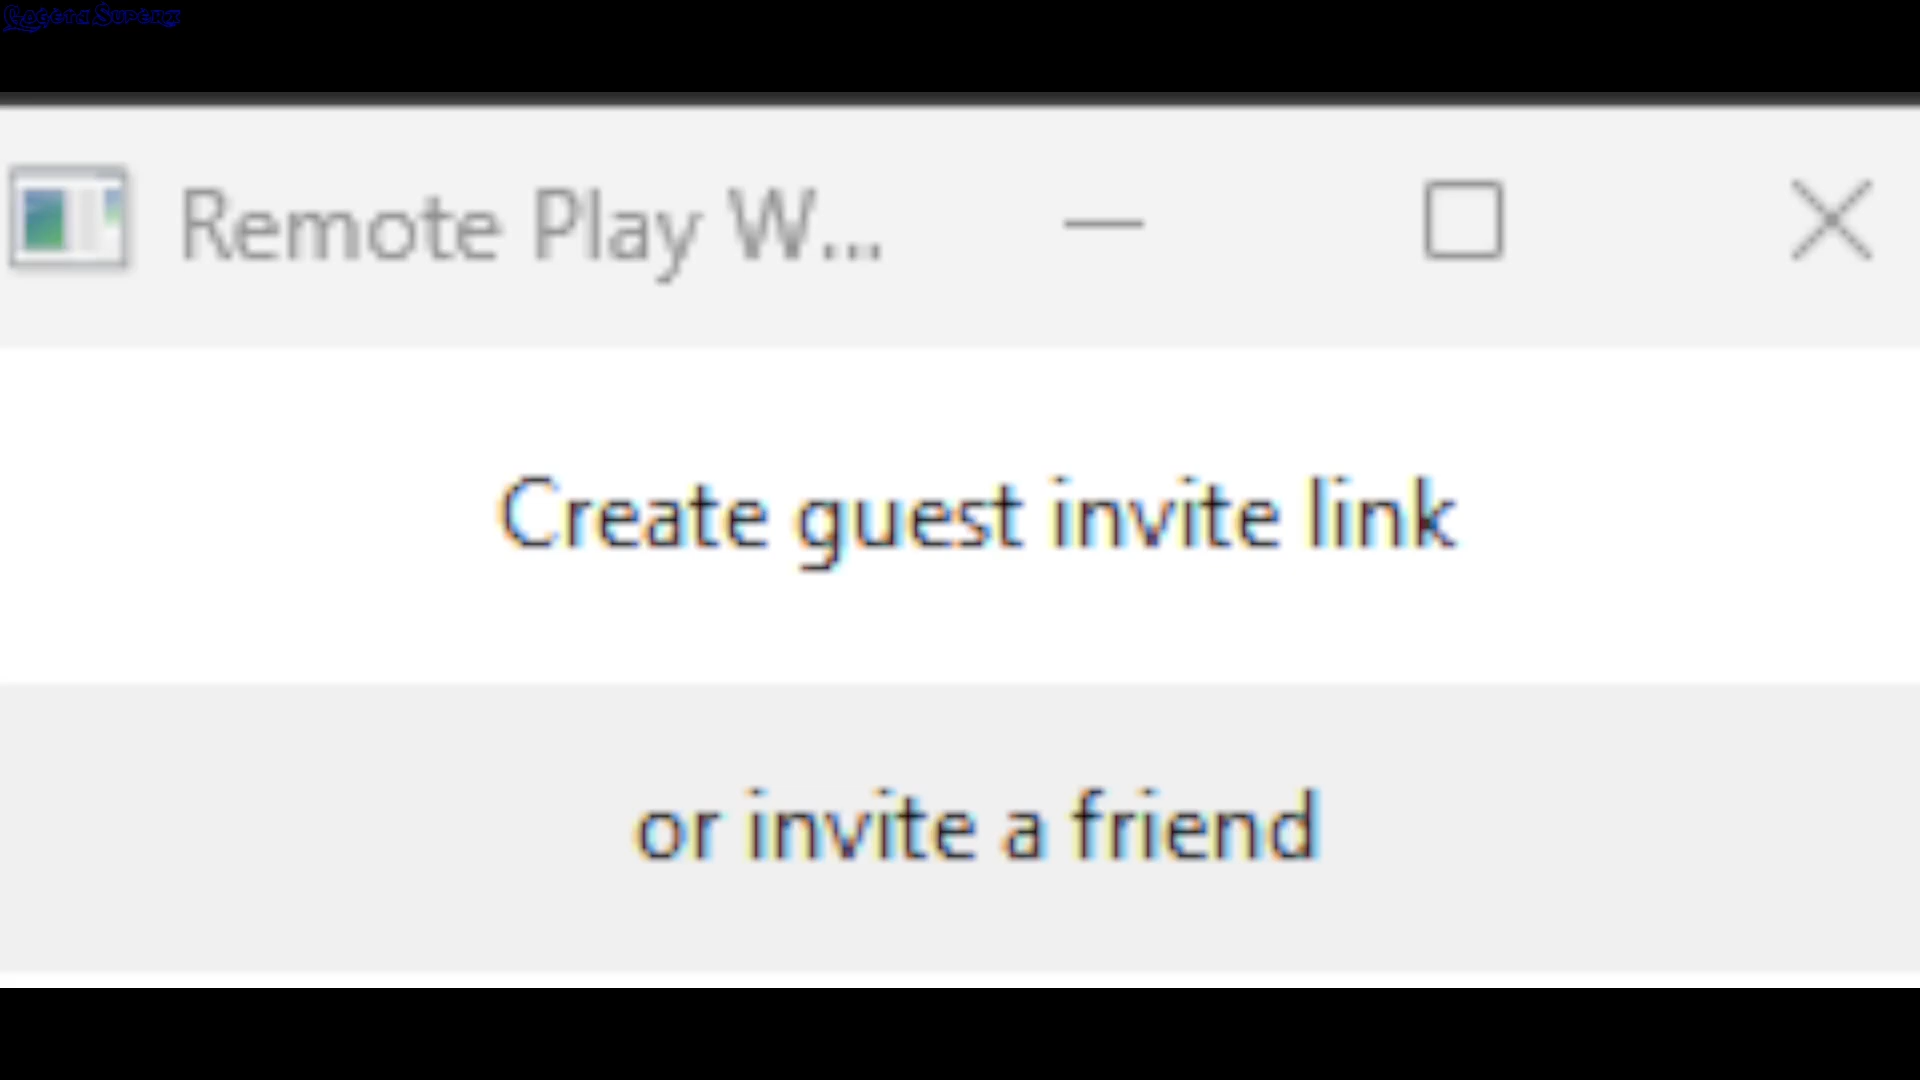 Remote Play W...
Create guest invite link
or invite a friend